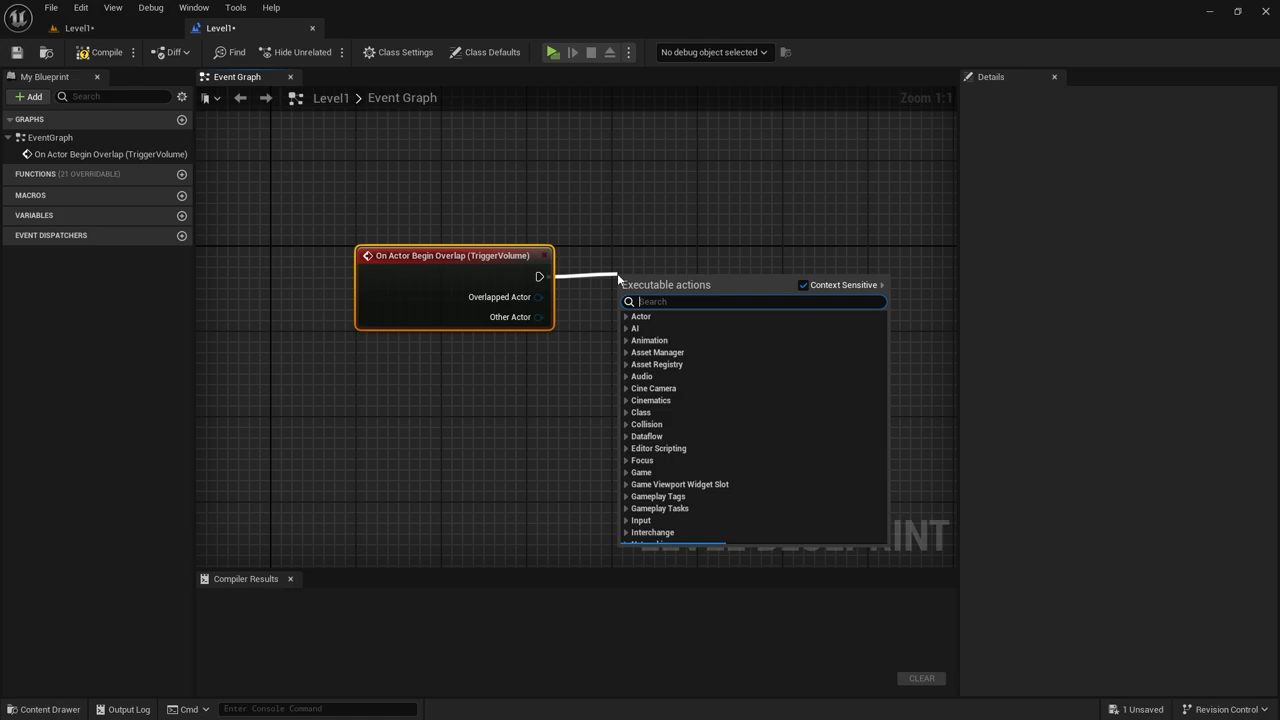 File Edit View Debug Window Tools Help
Level1* Level1*
Compile Diff Find Hide Unrelated Class Settings Class Defaults No debug object selected
My Blueprint Event Graph Details
Add Search
Level1 > Event Graph Zoom 1:1
GRAPHS
EventGraph
On Actor Begin Overlap (TriggerVolume)
FUNCTIONS (21 OVERRIDABLE)
MACROS
VARIABLES
EVENT DISPATCHERS
On Actor Begin Overlap (TriggerVolume)
Overlapped Actor
Other Actor
Executable actions Context Sensitive
Search
Actor
AI
Animation
Asset Manager
Asset Registry
Audio
Cine Camera
Cinematics
Class
Collision
Dataflow
Editor Scripting
Focus
Game
Game Viewport Widget Slot
Gameplay Tags
Gameplay Tasks
Input
Interchange
LEVEL BLUEPRINT
Compiler Results
CLEAR
Content Drawer Output Log Cmd Enter Console Command 1 Unsaved Revision Control